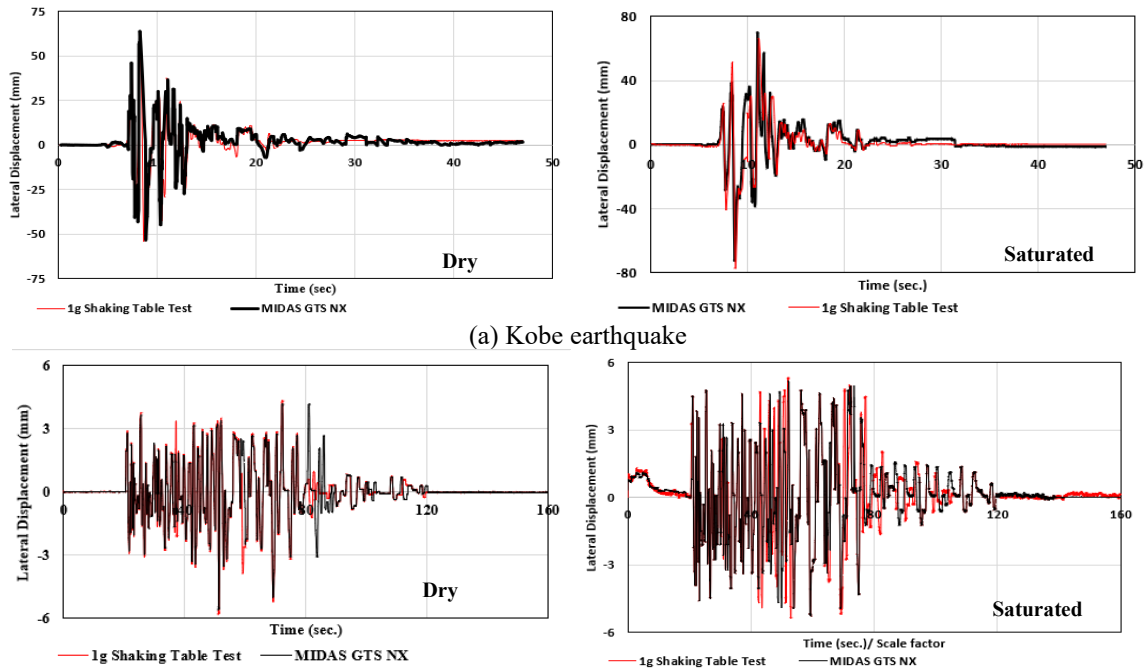 75
50
25
0
-25
-50
-75
0
10
20
30
40
50
Lateral Displacement (mm)
Time (sec)
Dry
1g Shaking Table Test
MIDAS GTS NX
80
40
0
-40
-80
0
10
20
30
40
50
Lateral Displacement (mm)
Time (sec.)
Saturated
MIDAS GTS NX
1g Shaking Table Test
(a) Kobe earthquake
6
3
0
-3
-6
0
40
80
120
160
Lateral Displacement (mm)
Time (sec.)
Dry
1g Shaking Table Test
MIDAS GTS NX
6
3
0
-3
-6
0
40
80
120
160
Lateral Displacement (mm)
Time (sec.)/ Scale factor
Saturated
1g Shaking Table Test
MIDAS GTS NX